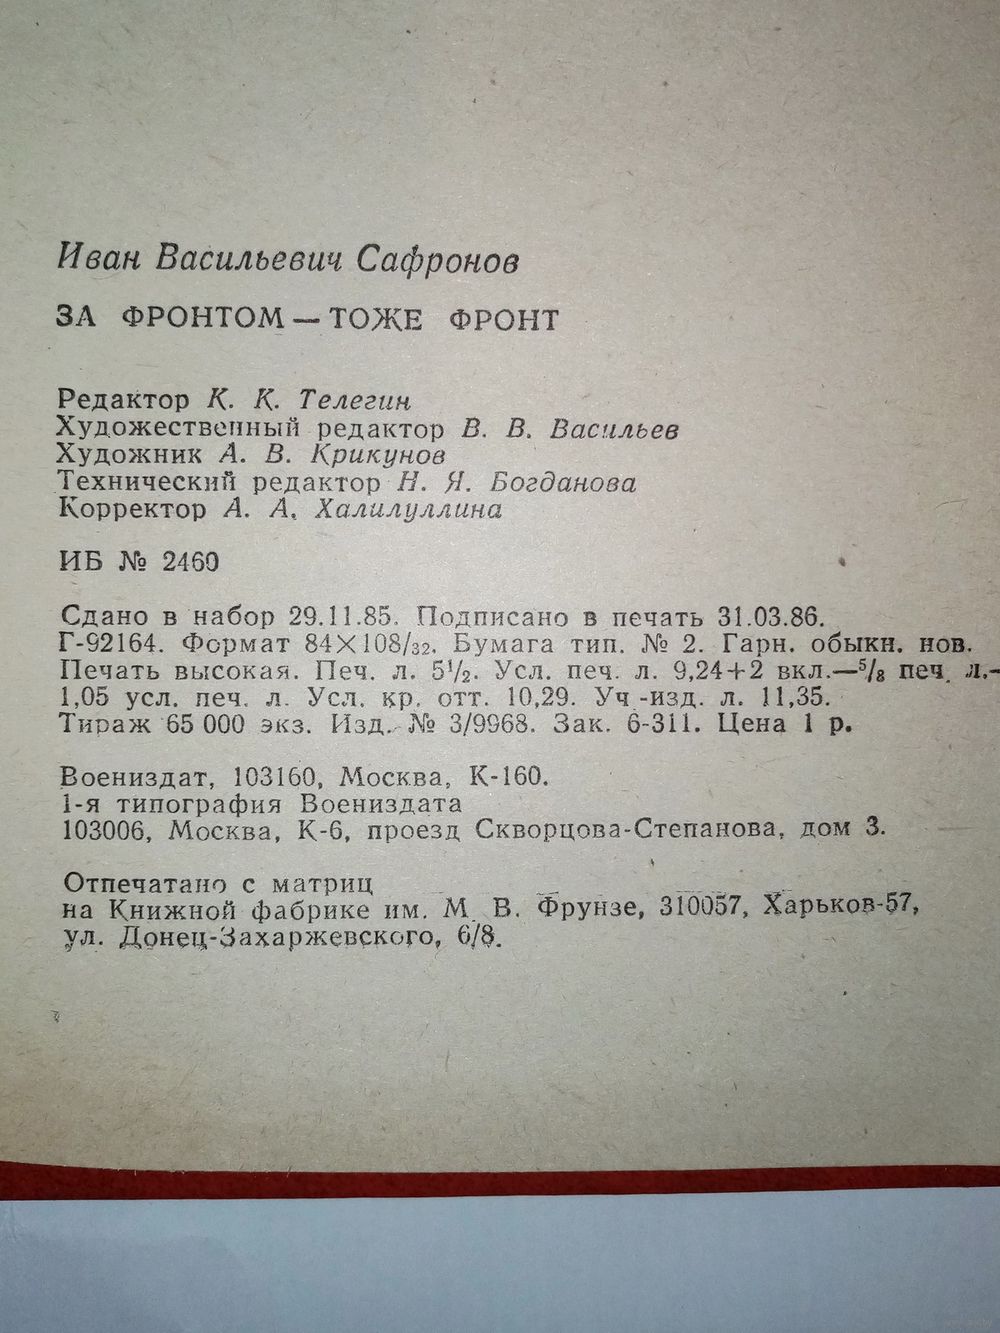 Иван Васильевич Сафронов
ЗА ФРОНТОМ — ТОЖЕ ФРОНТ
Редактор К. К. Телегин
Художественный редактор В. В. Васильев
Художник А. В. Крикунов
Технический редактор Н. Я. Богданова
Корректор А. А. Халилуллина
ИБ № 2460
Сдано в набор 29.11.85. Подписано в печать 31.03.86.
Г-92164. Формат 84×108/32. Бумага тип. № 2. Гарн. обыкн. нов.
Печать высокая. Печ. л. 5½. Усл. печ. л. 9,24+2 вкл.—⅝ печ. л.-
1,05 усл. печ. л. Усл. кр. отт. 10,29. Уч.-изд. л. 11,35.
Тираж 65 000 экз. Изд. № 3/9968. Зак. 6-311. Цена 1 р.
Воениздат, 103160, Москва, К-160.
1-я типография Воениздата
103006, Москва, К-6, проезд Скворцова-Степанова, дом 3.
Отпечатано с матриц
на Книжной фабрике им. М. В. Фрунзе, 310057, Харьков-57,
ул. Донец-Захаржевского, 6/8.